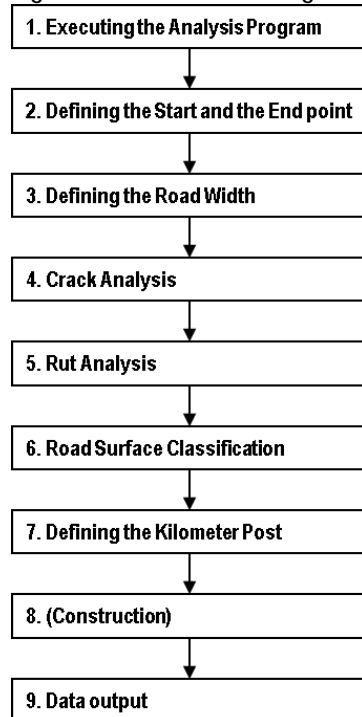 1. Executing the Analysis Program
2. Defining the Start and the End point
3. Defining the Road Width
4. Crack Analysis
5. Rut Analysis
6. Road Surface Classification
7. Defining the Kilometer Post
8. (Construction)
9. Data output